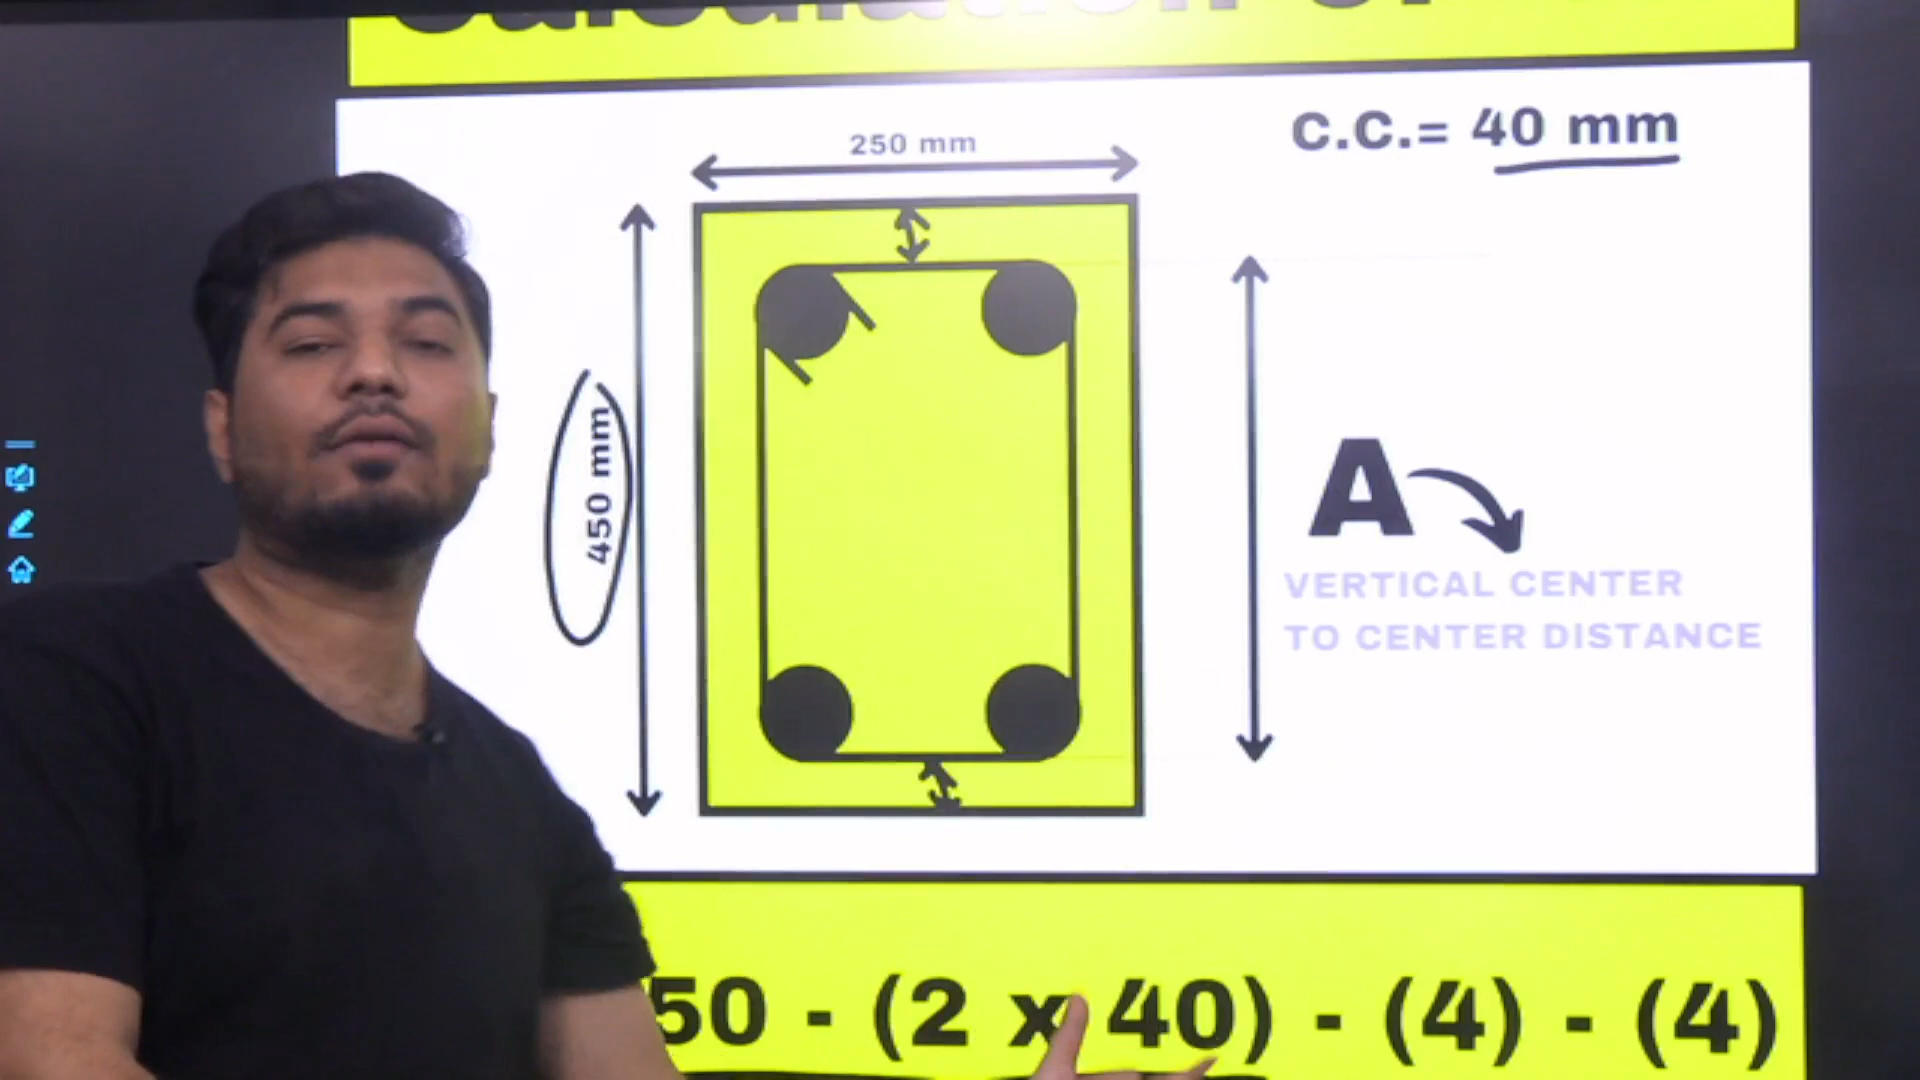 250 mm
C.C.= 40 mm
450 mm
A
VERTICAL CENTER
TO CENTER DISTANCE
50 - (2 x 40) - (4) - (4)